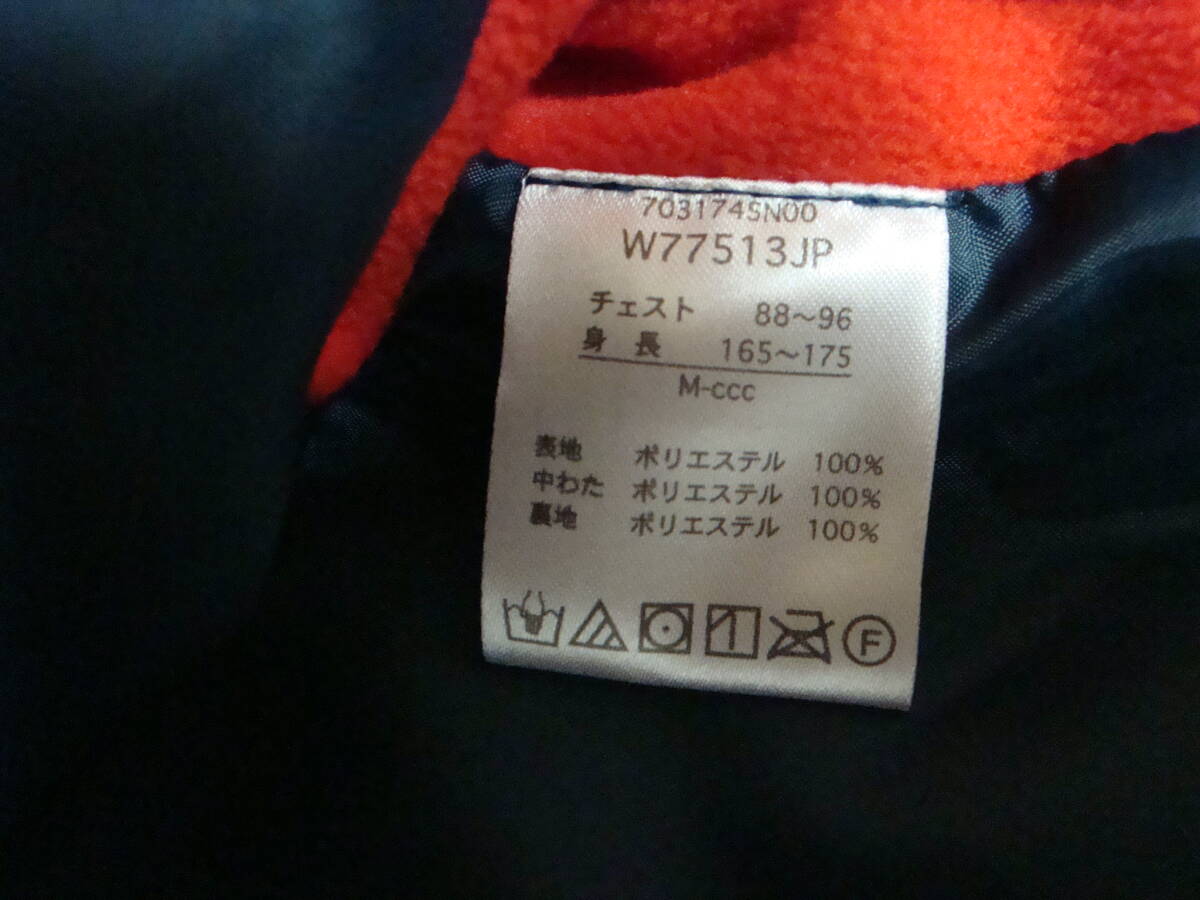 7031745N00
W77513JP
チェスト 88～96
身 長 165～175
M-ccc
表地 ポリエステル 100%
中わた ポリエステル 100%
裏地 ポリエステル 100%
F